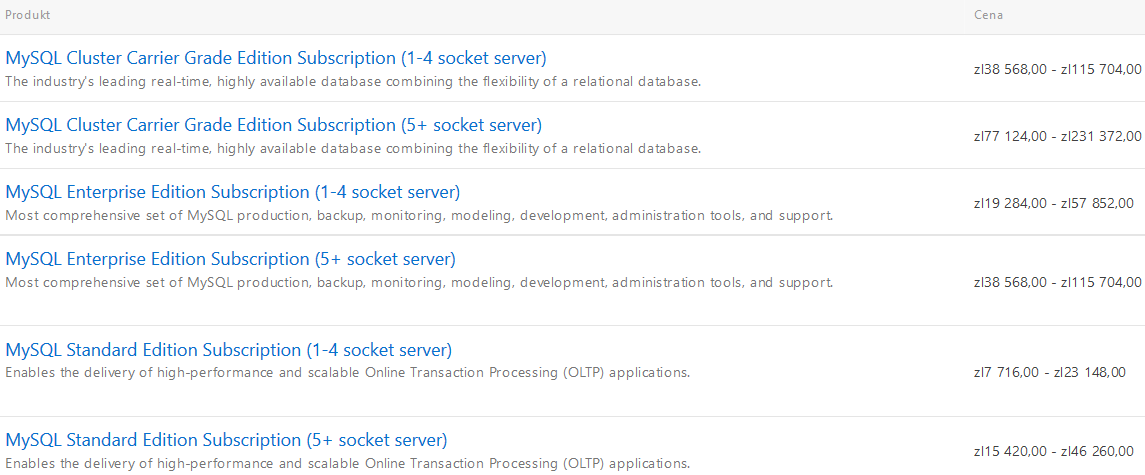 Produkt Cena
MySQL Cluster Carrier Grade Edition Subscription (1-4 socket server)
The industry's leading real-time, highly available database combining the flexibility of a relational database.
zl38 568,00 - zl115 704,00
MySQL Cluster Carrier Grade Edition Subscription (5+ socket server)
The industry's leading real-time, highly available database combining the flexibility of a relational database.
zl77 124,00 - zl231 372,00
MySQL Enterprise Edition Subscription (1-4 socket server)
Most comprehensive set of MySQL production, backup, monitoring, modeling, development, administration tools, and support.
zl19 284,00 - zl57 852,00
MySQL Enterprise Edition Subscription (5+ socket server)
Most comprehensive set of MySQL production, backup, monitoring, modeling, development, administration tools, and support.
zl38 568,00 - zl115 704,00
MySQL Standard Edition Subscription (1-4 socket server)
Enables the delivery of high-performance and scalable Online Transaction Processing (OLTP) applications.
zl7 716,00 - zl23 148,00
MySQL Standard Edition Subscription (5+ socket server)
Enables the delivery of high-performance and scalable Online Transaction Processing (OLTP) applications.
zl15 420,00 - zl46 260,00